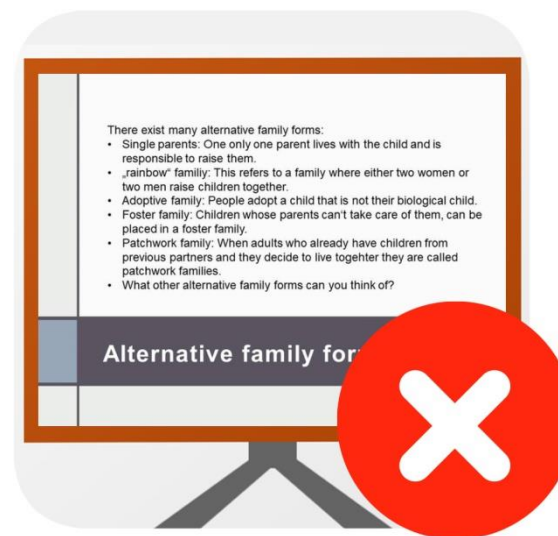 There exist many alternative family forms:
• Single parents: One only one parent lives with the child and is
responsible to raise them.
• „rainbow“ familiy: This refers to a family where either two women or
two men raise children together.
• Adoptive family: People adopt a child that is not their biological child.
• Foster family: Children whose parents can't take care of them, can be
placed in a foster family.
• Patchwork family: When adults who already have children from
previous partners and they decide to live togehter they are called
patchwork families.
• What other alternative family forms can you think of?
Alternative family